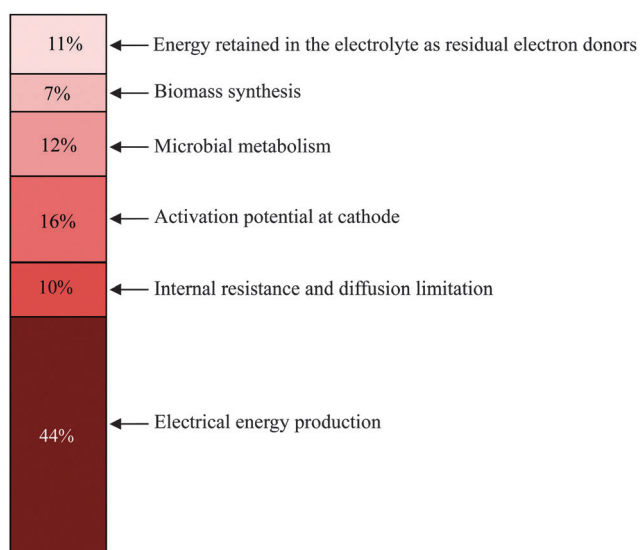 11% Energy retained in the electrolyte as residual electron donors
7% Biomass synthesis
12% Microbial metabolism
16% Activation potential at cathode
10% Internal resistance and diffusion limitation
44% Electrical energy production